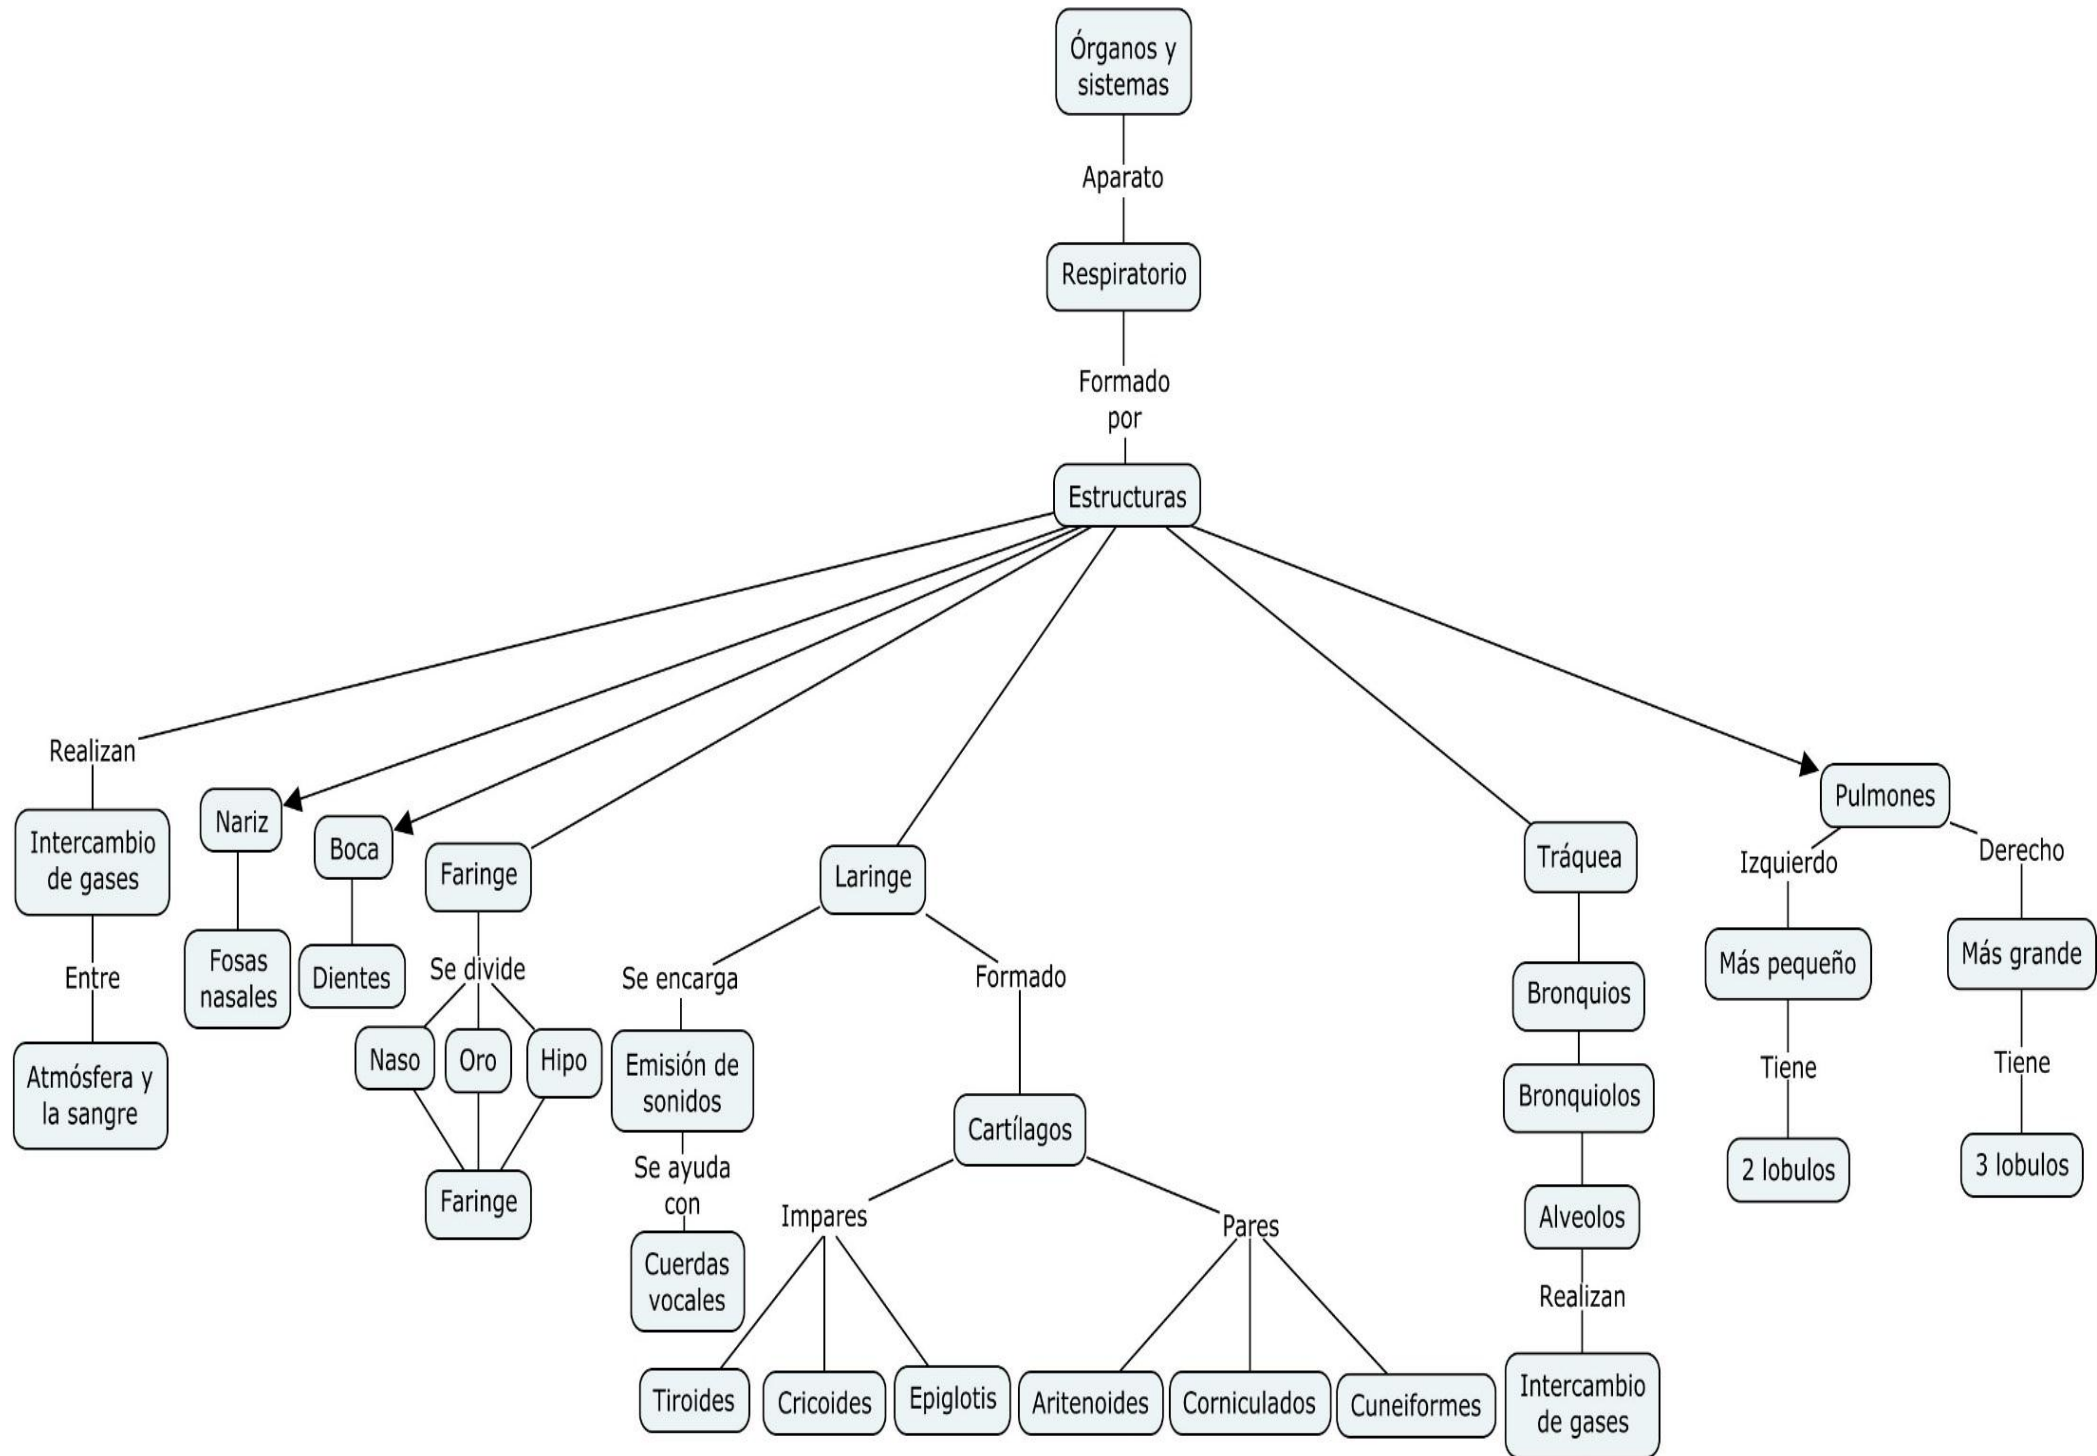 Órganos y
sistemas
Aparato
Respiratorio
Formado
por
Estructuras
Realizan
Intercambio
de gases
Entre
Atmósfera y
la sangre
Nariz
Fosas
nasales
Boca
Dientes
Faringe
Se divide
Naso
Oro
Hipo
Faringe
Laringe
Se encarga
Emisión de
sonidos
Se ayuda
con
Cuerdas
vocales
Formado
Cartílagos
Impares
Tiroides
Cricoides
Epiglotis
Pares
Aritenoides
Corniculados
Cuneiformes
Tráquea
Bronquios
Bronquiolos
Alveolos
Realizan
Intercambio
de gases
Pulmones
Izquierdo
Más pequeño
Tiene
2 lobulos
Derecho
Más grande
Tiene
3 lobulos